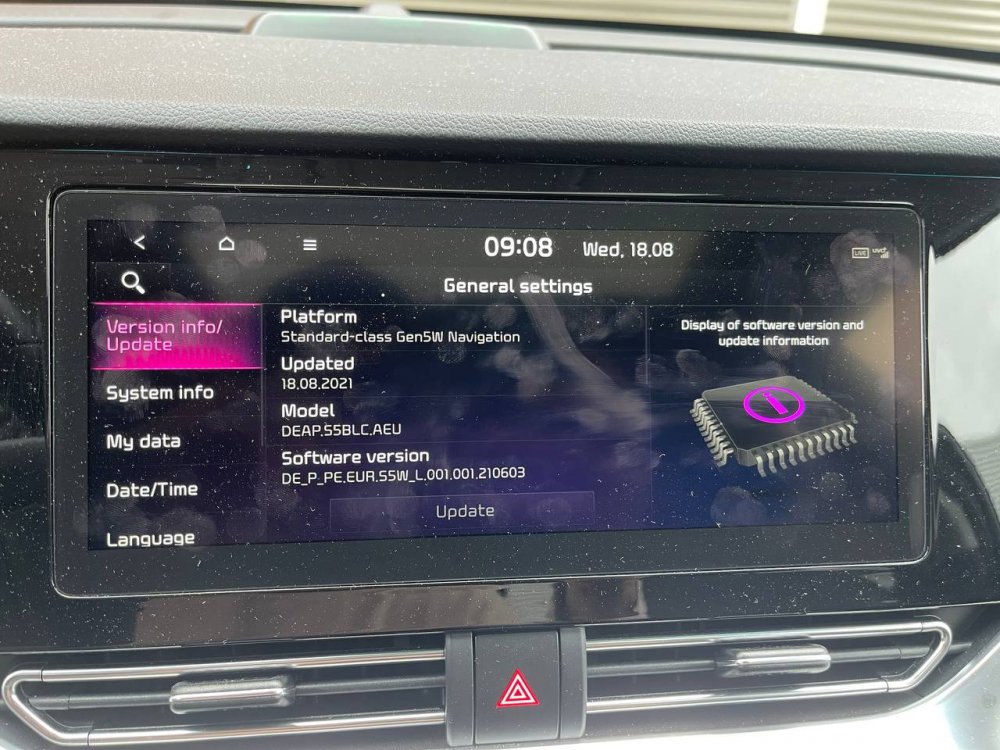 09:08 Wed, 18.08
LIVE UVO
General settings
Version info/
Update
System info
My data
Date/Time
Language
Platform
Standard-class Gen5W Navigation
Updated
18.08.2021
Model
DEAP.S5BLC.AEU
Software version
DE_P_PE.EUR.S5W_L.001.001.210603
Update
Display of software version and
update information